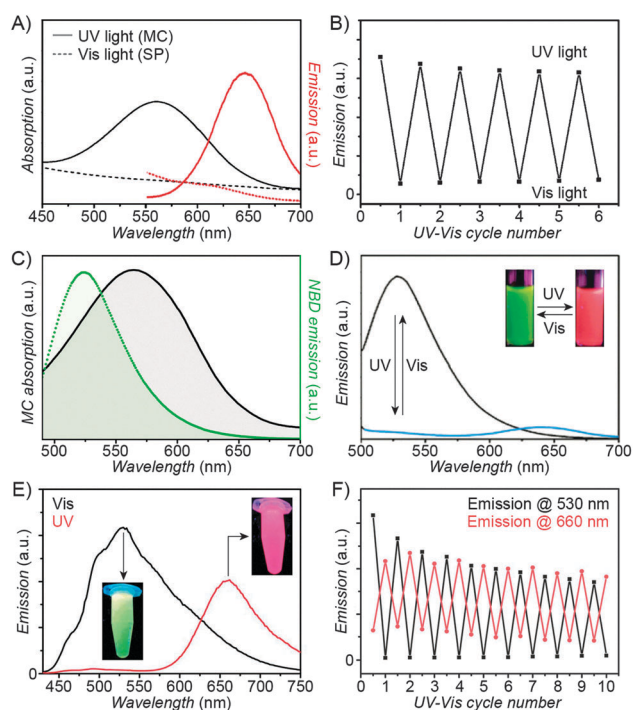 A)
UV light (MC)
Vis light (SP)
Absorption (a.u.)
Emission (a.u.)
450 500 550 600 650 700
Wavelength (nm)
B)
UV light
Vis light
Emission (a.u.)
0
1 2 3 4 5 6
UV-Vis cycle number
C)
MC absorption (a.u.)
NBD emission (a.u.)
500 550 600 650 700
Wavelength (nm)
D)
UV
Vis
UV Vis
Emission (a.u.)
500 550 600 650 700
Wavelength (nm)
E)
Vis
UV
Emission (a.u.)
0
450 500 550 600 650 700 750
Wavelength (nm)
F)
Emission @ 530 nm
Emission @ 660 nm
Emission (a.u.)
0
0 1 2 3 4 5 6 7 8 9 10
UV-Vis cycle number